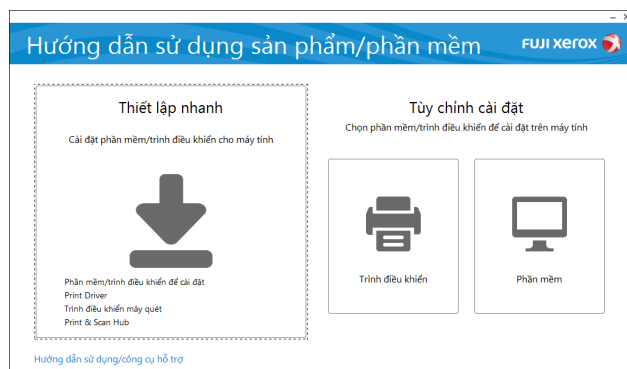 Hướng dẫn sử dụng sản phẩm/phần mềm
FUJI xerox
Thiết lập nhanh
Cài đặt phần mềm/trình điều khiển cho máy tính
Phần mềm/trình điều khiển để cài đặt
Print Driver
Trình điều khiển máy quét
Print & Scan Hub
Tùy chỉnh cài đặt
Chọn phần mềm/trình điều khiển để cài đặt trên máy tính
Trình điều khiển
Phần mềm
Hướng dẫn sử dụng/công cụ hỗ trợ